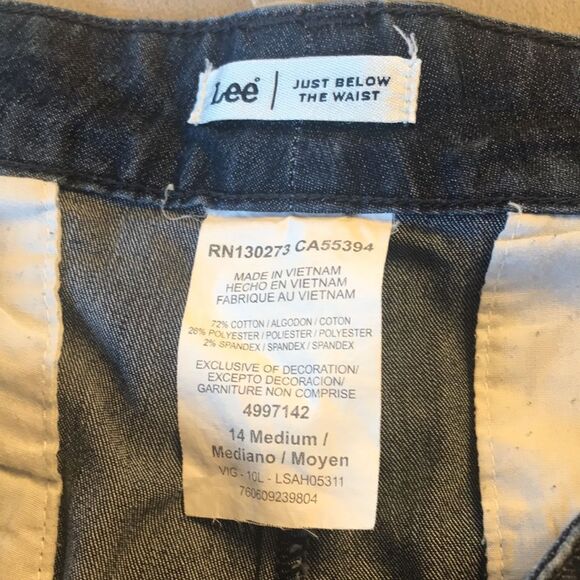 Lee® | JUST BELOW
THE WAIST
RN130273 CA55394
MADE IN VIETNAM
HECHO EN VIETNAM
FABRIQUE AU VIETNAM
72% COTTON / ALGODON / COTON
26% POLYESTER / POLIESTER / POLYESTER
2% SPANDEX / SPANDEX / SPANDEX
EXCLUSIVE OF DECORATION/
EXCEPTO DECORACION/
GARNITURE NON COMPRISE
4997142
14 Medium /
Mediano / Moyen
VIG - 10L - LSAH05311
760609239804